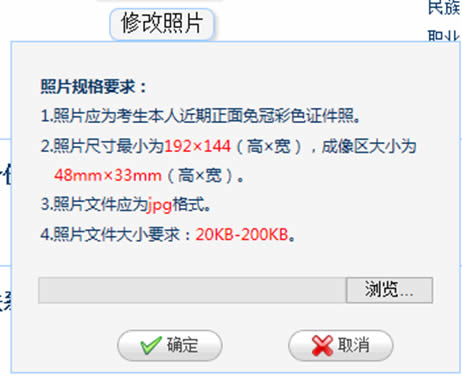 民族
修改照片
职业
照片规格要求：
1.照片应为考生本人近期正面免冠彩色证件照。
2.照片尺寸最小为192×144（高×宽），成像区大小为
48mm×33mm（高×宽）。
3.照片文件应为jpg格式。
4.照片文件大小要求：20KB-200KB。
浏览...
确定
取消